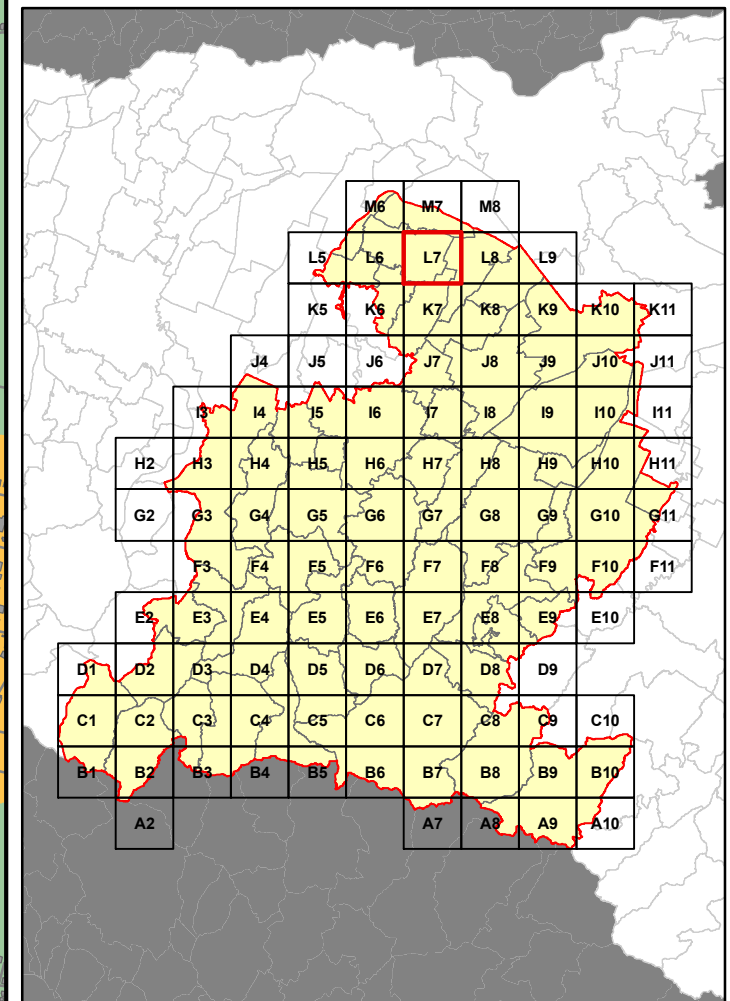 M6 M7 M8
L5 L6 L7 L8 L9
K5 K6 K7 K8 K9 K10 K11
J4 J5 J6 J7 J8 J9 J10 J11
I3 I4 I5 I6 I7 I8 I9 I10 I11
H2 H3 H4 H5 H6 H7 H8 H9 H10 H11
G2 G3 G4 G5 G6 G7 G8 G9 G10 G11
F3 F4 F5 F6 F7 F8 F9 F10 F11
E2 E3 E4 E5 E6 E7 E8 E9 E10
D1 D2 D3 D4 D5 D6 D7 D8 D9
C1 C2 C3 C4 C5 C6 C7 C8 C9 C10
B1 B2 B3 B4 B5 B6 B7 B8 B9 B10
A2 A7 A8 A9 A10